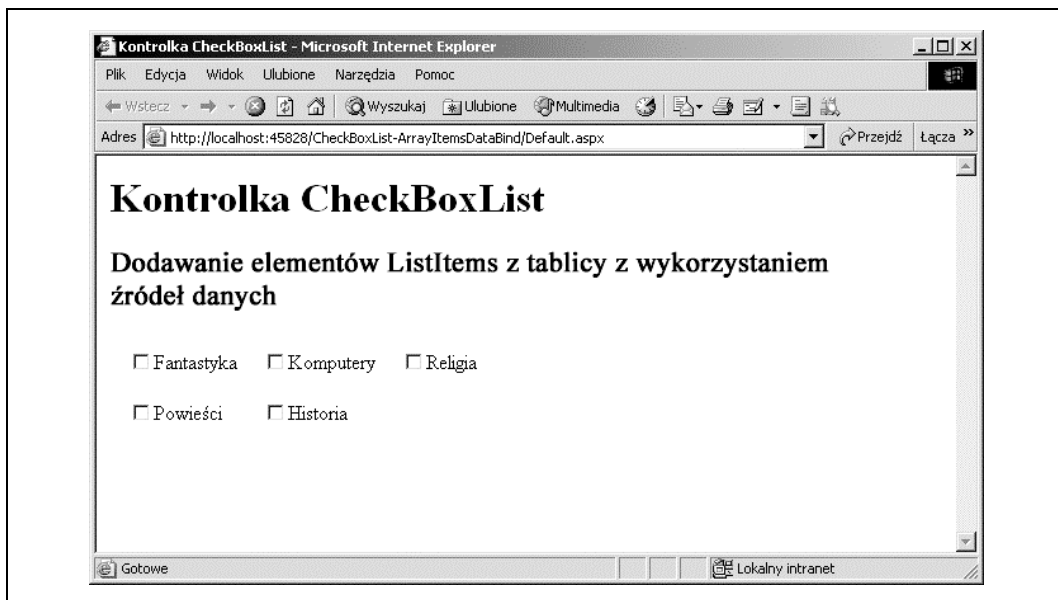 Kontrolka CheckBoxList - Microsoft Internet Explorer
Plik Edycja Widok Ulubione Narzędzia Pomoc
Wstecz Wyszukaj Ulubione Multimedia
Adres http://localhost:45828/CheckBoxList-ArrayItemsDataBind/Default.aspx Przejdź Łącza »
Kontrolka CheckBoxList
Dodawanie elementów ListItems z tablicy z wykorzystaniem
źródeł danych
Fantastyka Komputery Religia
Powieści Historia
Gotowe Lokalny intranet